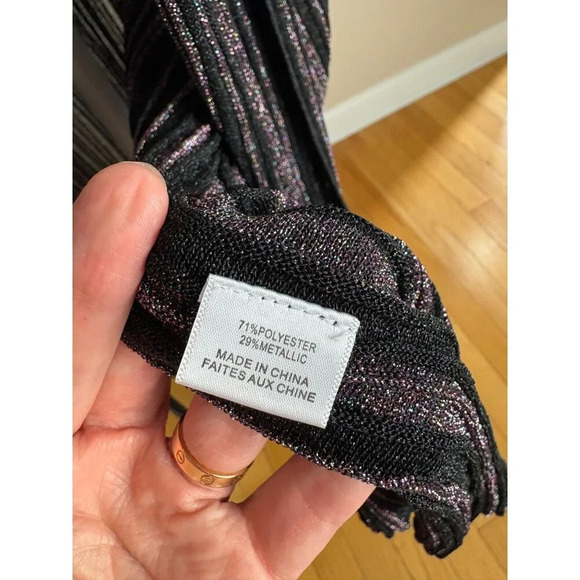 71%POLYESTER
29%METALLIC
MADE IN CHINA
FAITES AUX CHINE